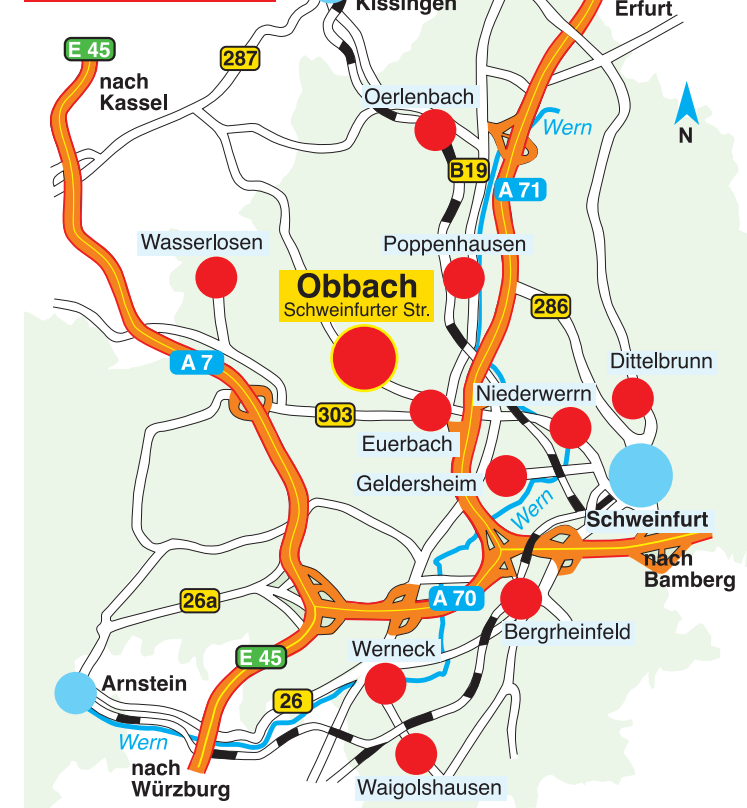 Kissingen
Erfurt
E 45
287
nach
Kassel
Oerlenbach
Wern
N
B19
A 71
Wasserlosen
Poppenhausen
Obbach
Schweinfurter Str.
286
A 7
Dittelbrunn
Niederwerrn
303
Euerbach
Geldersheim
Wern
Schweinfurt
nach
Bamberg
26a
A 70
Bergrheinfeld
E 45
Werneck
Arnstein
26
Wern
nach
Würzburg
Waigolshausen